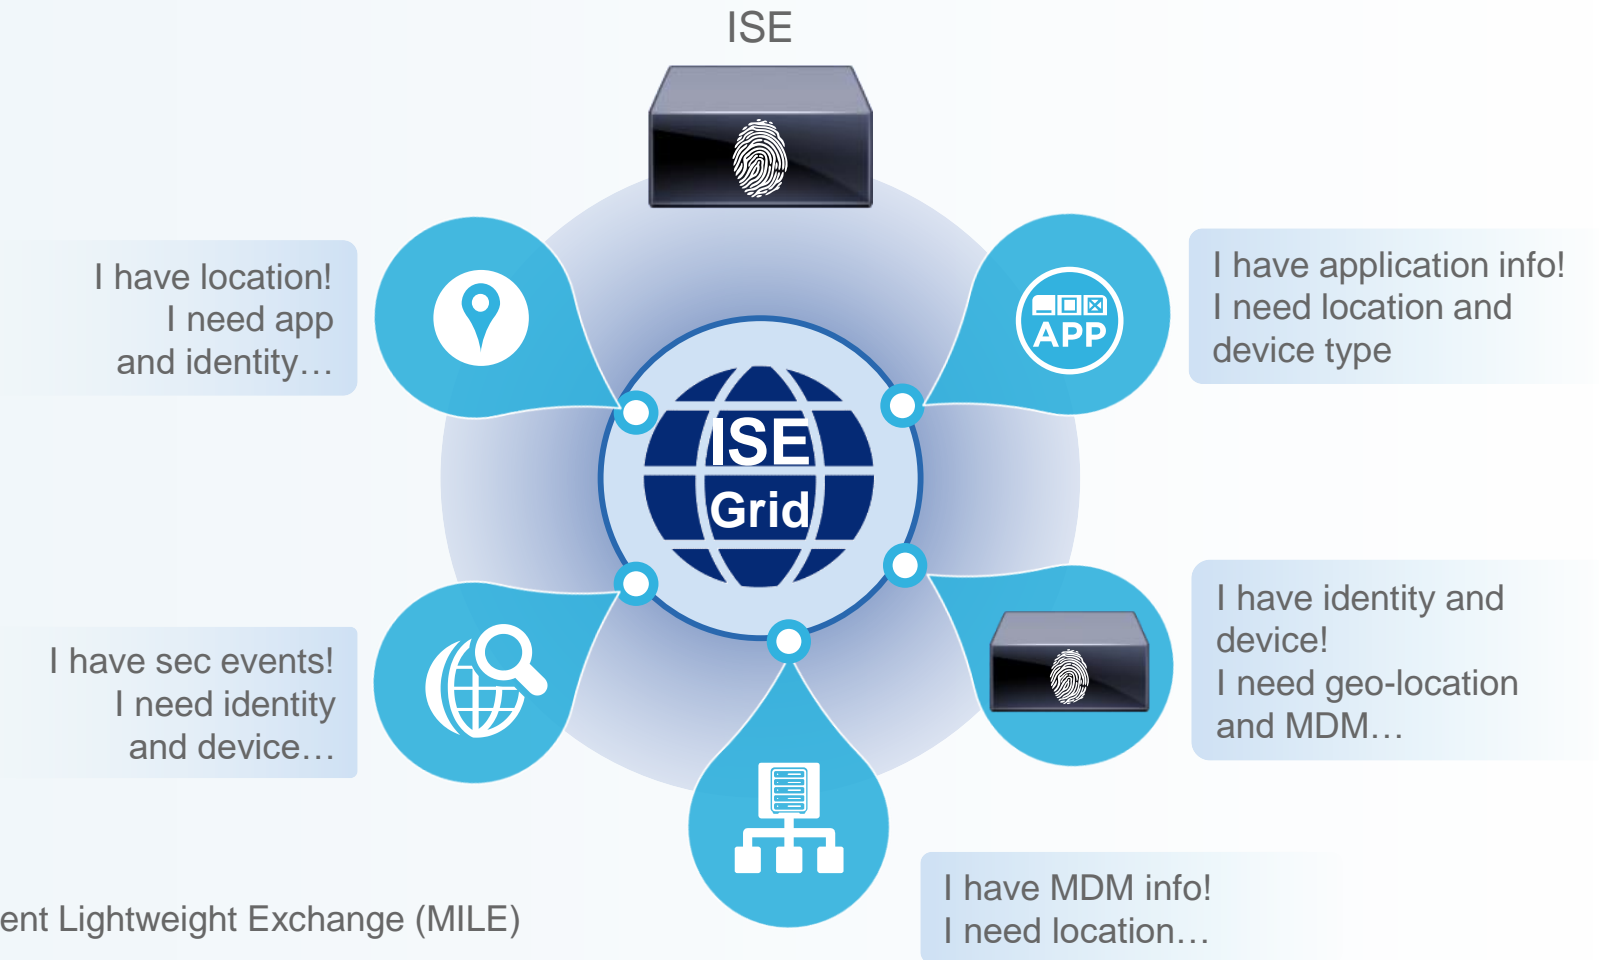 ISE
I have location!
I need app
and identity…
APP
I have application info!
I need location and
device type
ISE
Grid
I have sec events!
I need identity
and device…
I have identity and
device!
I need geo-location
and MDM…
I have MDM info!
I need location…
ent Lightweight Exchange (MILE)